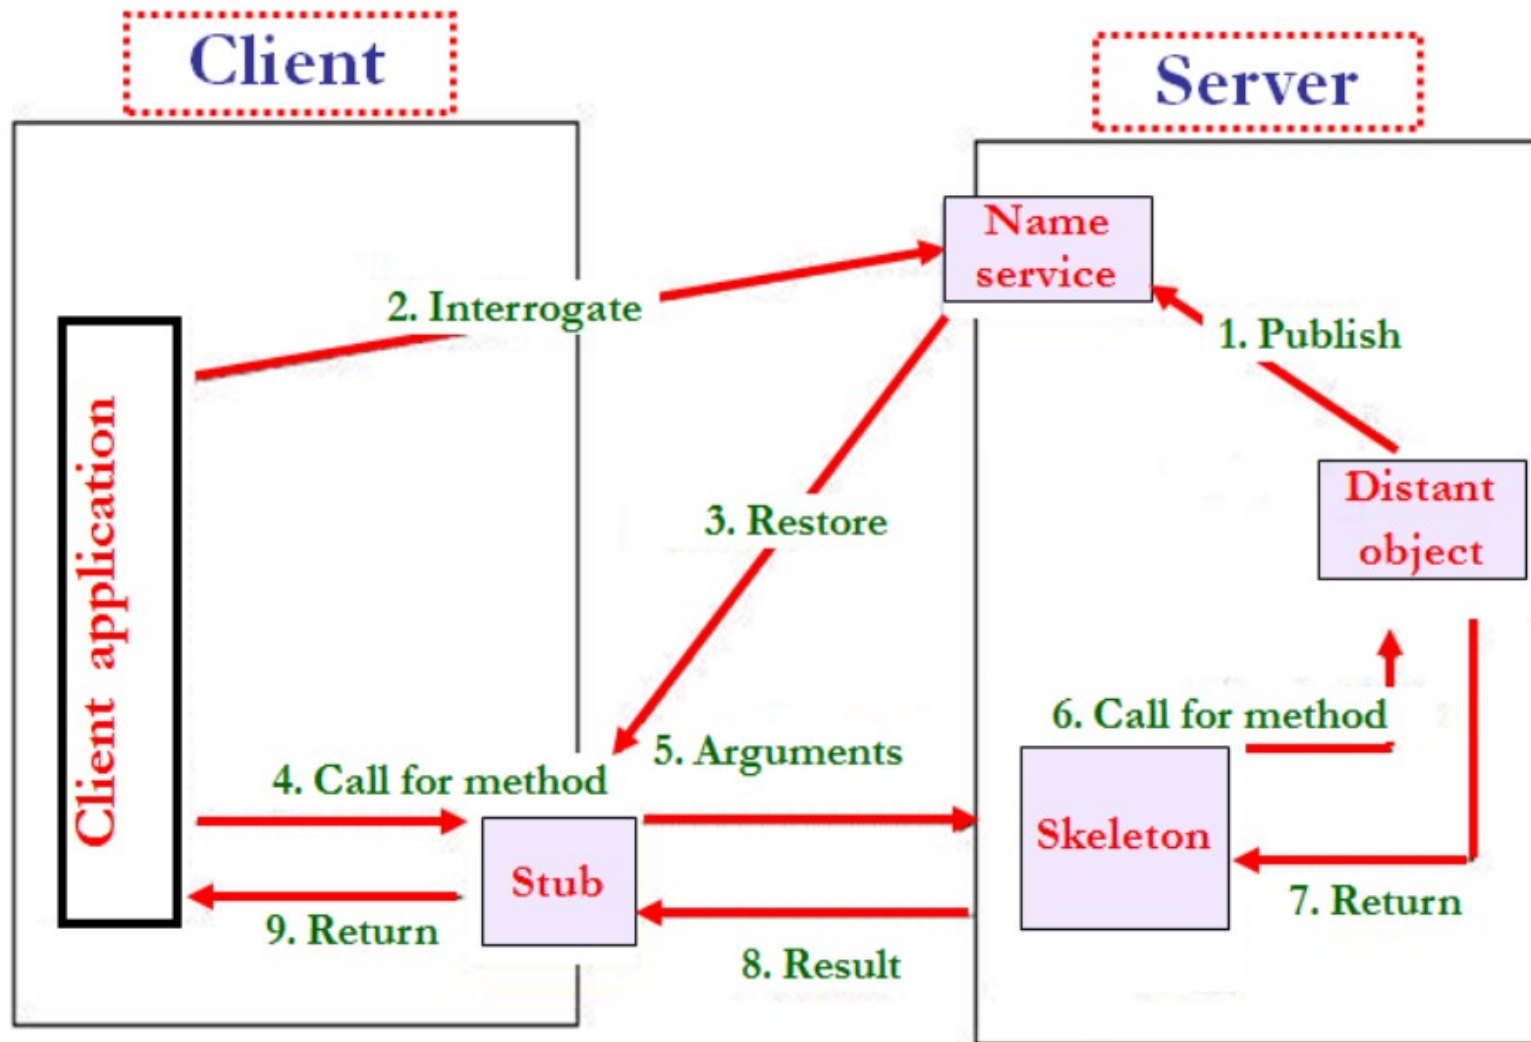 Client
Server
Name
service
2. Interrogate
1. Publish
Client application
Distant
object
3. Restore
6. Call for method
5. Arguments
4. Call for method
Skeleton
Stub
7. Return
9. Return
8. Result